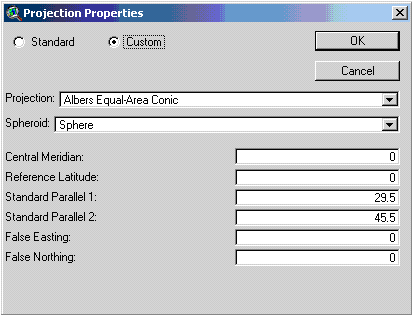 Projection Properties
Standard Custom OK
Cancel
Projection: Albers Equal-Area Conic
Spheroid: Sphere
Central Meridian: 0
Reference Latitude: 0
Standard Parallel 1: 29.5
Standard Parallel 2: 45.5
False Easting: 0
False Northing: 0